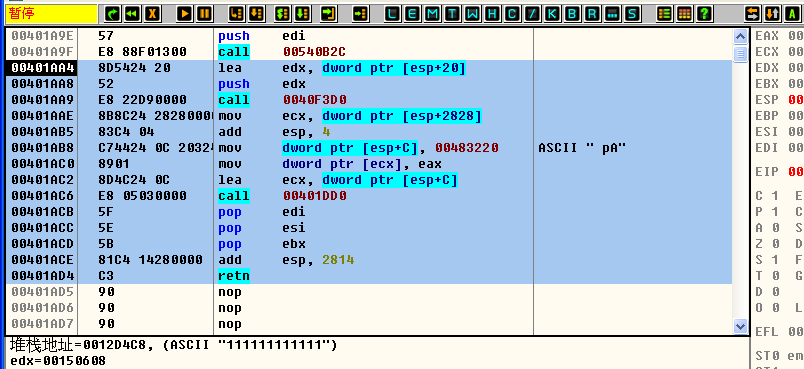 暂停 L E M T W H C / K B R ... S ?
00401A9E 57 push edi EAX 00
00401A9F E8 88F01300 call 00540B2C ECX 00
00401AA4 8D5424 20 lea edx, dword ptr [esp+20] EDX 00
00401AA8 52 push edx EBX 00
00401AA9 E8 22D90000 call 0040F3D0 ESP 00
00401AAE 8B8C24 28280000 mov ecx, dword ptr [esp+2828] EBP 00
00401AB5 83C4 04 add esp, 4 ESI 00
00401AB8 C74424 0C 2032 mov dword ptr [esp+C], 00483220 ASCII " pA" EDI 00
00401AC0 8901 mov dword ptr [ecx], eax
00401AC2 8D4C24 0C lea ecx, dword ptr [esp+C] EIP 00
00401AC6 E8 05030000 call 00401DD0 C 1 E
00401ACB 5F pop edi P 1 C
00401ACC 5E pop esi A 0 S
00401ACD 5B pop ebx Z 0 D
00401ACE 81C4 14280000 add esp, 2814 S 1 F
00401AD4 C3 retn T 0 G
00401AD5 90 nop D 0
00401AD6 90 nop O 0 L
00401AD7 90 nop
EFL 00
堆栈地址=0012D4C8, (ASCII "111111111111")
edx=00150608 ST0 em